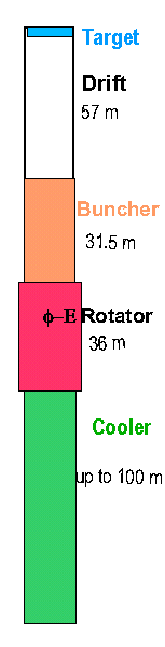 Target
Drift
57 m
Buncher
31.5 m
ϕ–E Rotator
36 m
Cooler
up to 100 m